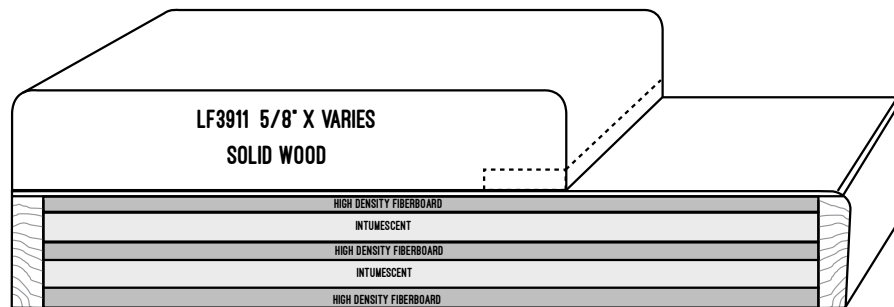 LF3911 5/8" X VARIES
SOLID WOOD
HIGH DENSITY FIBERBOARD
INTUMESCENT
HIGH DENSITY FIBERBOARD
INTUMESCENT
HIGH DENSITY FIBERBOARD